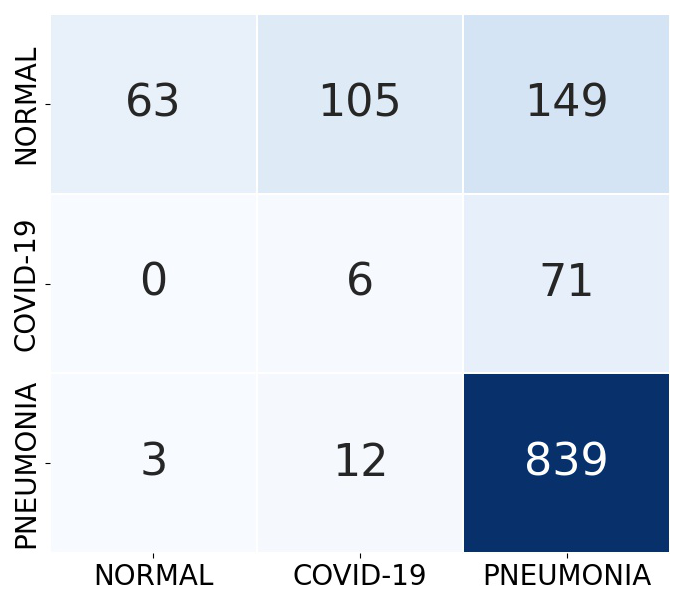 NORMAL 63 105 149
COVID-19 0 6 71
PNEUMONIA 3 12 839
NORMAL COVID-19 PNEUMONIA